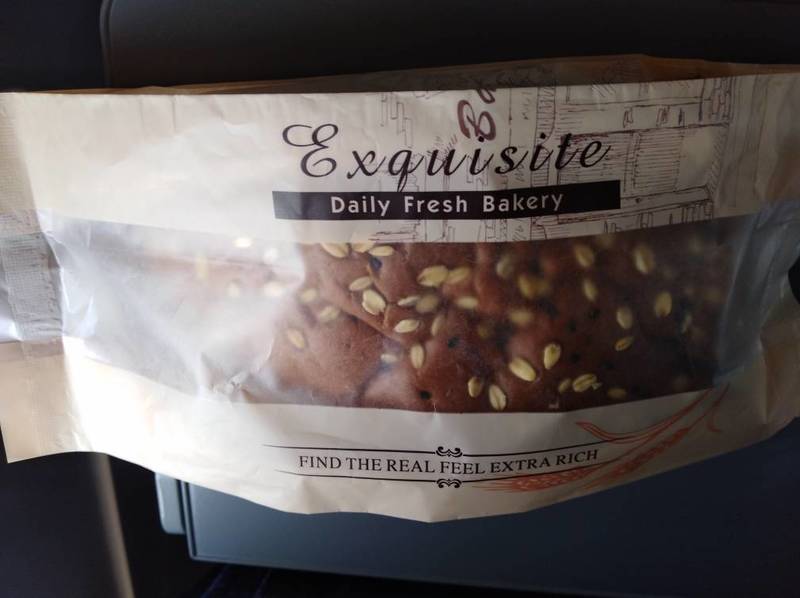 Exquisite
Daily Fresh Bakery
FIND THE REAL FEEL EXTRA RICH